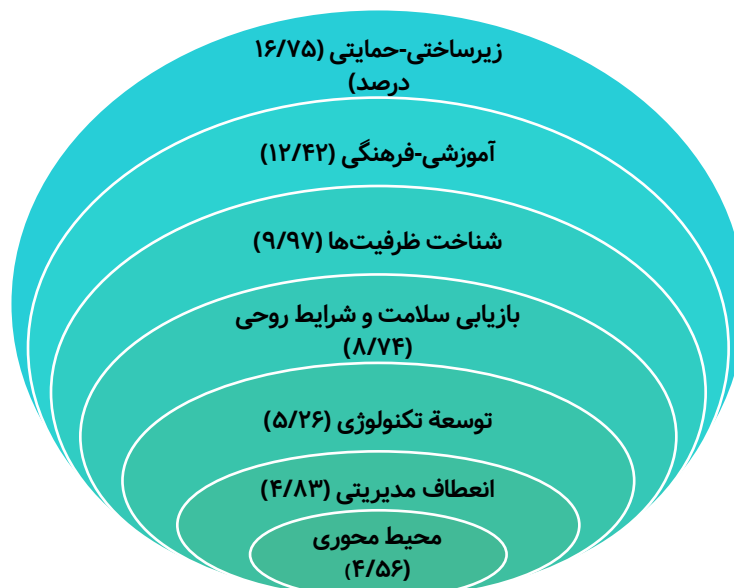 زیرساختی-حمایتی (۱۶/۷۵
درصد)
آموزشی-فرهنگی (۱۲/۴۲)
شناخت ظرفیت‌ها (۹/۹۷)
بازیابی سلامت و شرایط روحی
(۸/۷۴)
توسعة تکنولوژی (۵/۲۶)
انعطاف مدیریتی (۴/۸۳)
محیط محوری
(۴/۵۶)